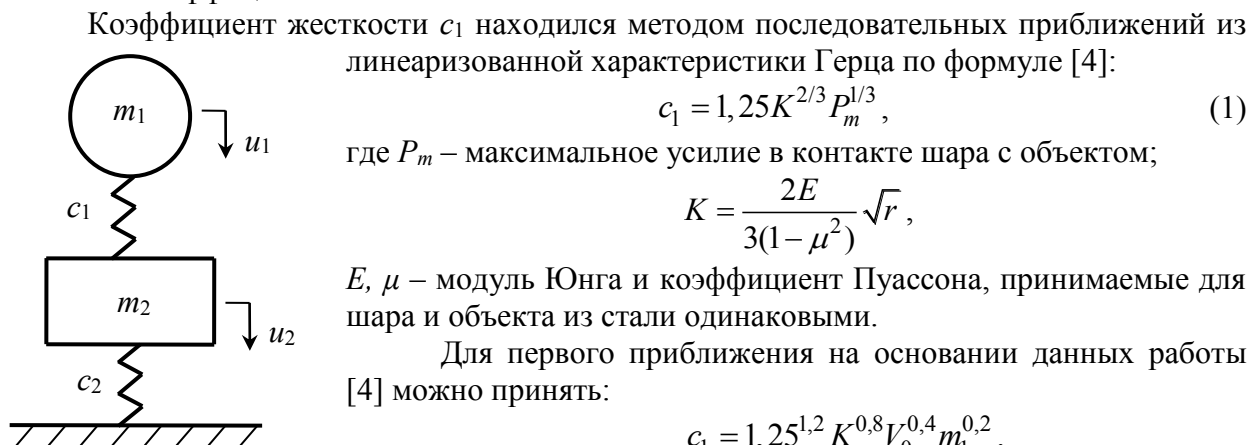 Коэффициент жесткости c₁ находился методом последовательных приближений из
линеаризованной характеристики Герца по формуле [4]:
c₁ = 1,25K^{2/3}P_m^{1/3}, (1)
где P_m – максимальное усилие в контакте шара с объектом;
K = \frac{2E}{3(1 – μ²)}√r ,
E, μ – модуль Юнга и коэффициент Пуассона, принимаемые для
шара и объекта из стали одинаковыми.
Для первого приближения на основании данных работы
[4] можно принять:
c₁ = 1,25^{1,2} K^{0,8}V_0^{0,4}m_1^{0,2}.
m₁
u₁
c₁
m₂
u₂
c₂